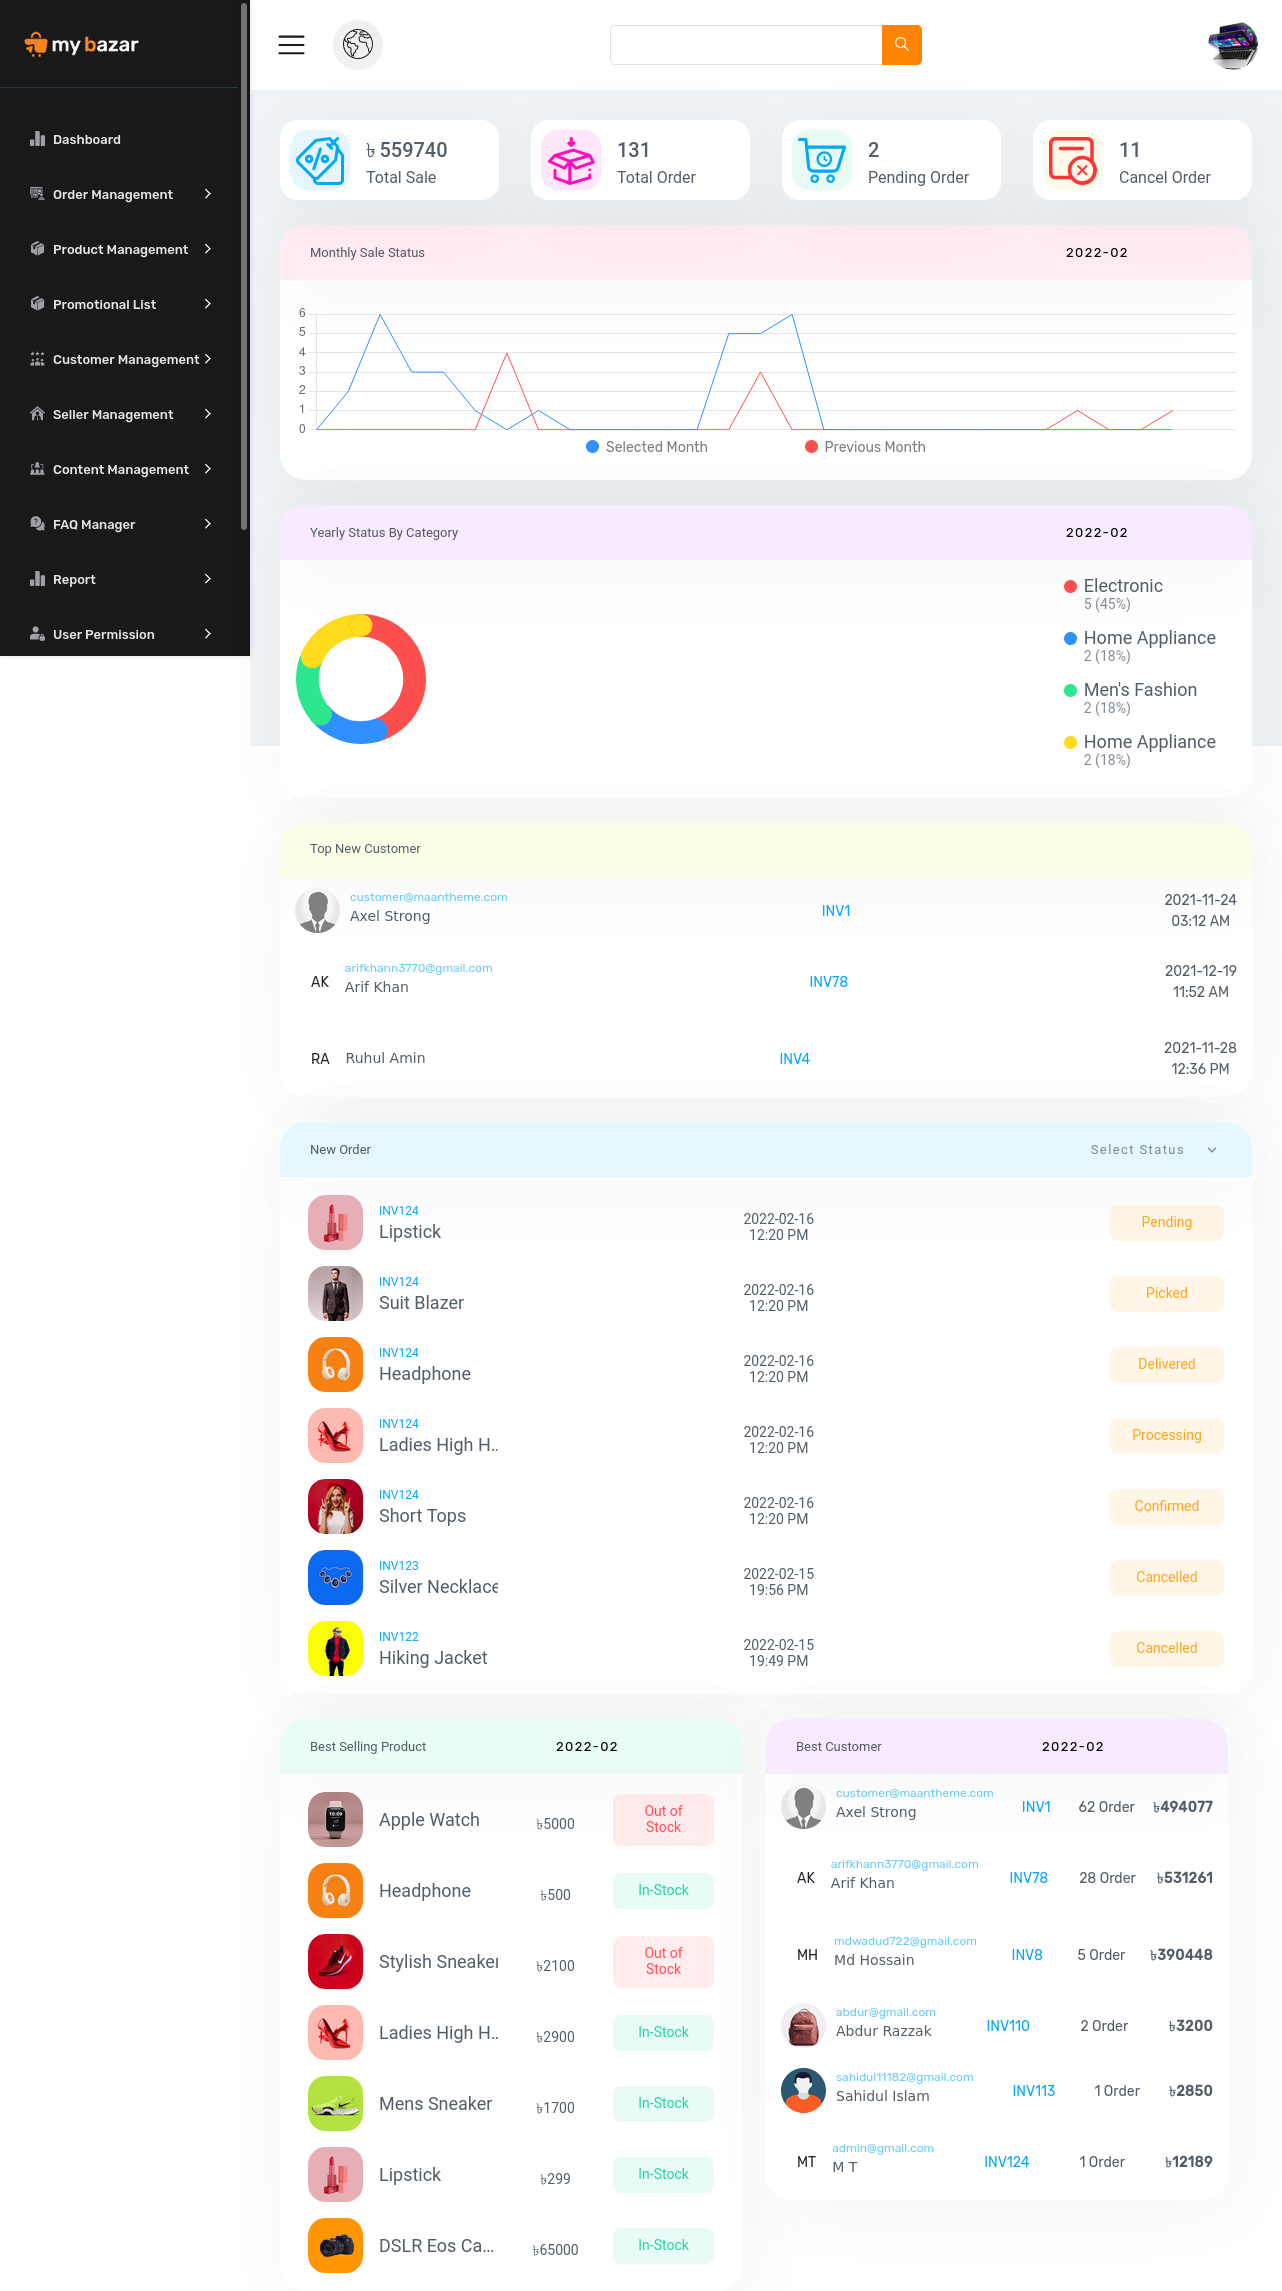 my bazar
Dashboard
Order Management
Product Management
Promotional List
Customer Management
Seller Management
Content Management
FAQ Manager
Report
User Permission
৳ 559740
Total Sale
131
Total Order
2
Pending Order
11
Cancel Order
Monthly Sale Status 2022-02
6
5
4
3
2
1
0
Selected Month Previous Month
Yearly Status By Category 2022-02
Electronic
5 (45%)
Home Appliance
2 (18%)
Men's Fashion
2 (18%)
Home Appliance
2 (18%)
Top New Customer
customer@maantheme.com
Axel Strong
INV1
2021-11-24
03:12 AM
AK
arifkhann3770@gmail.com
Arif Khan
INV78
2021-12-19
11:52 AM
RA
Ruhul Amin
INV4
2021-11-28
12:36 PM
New Order Select Status
INV124
Lipstick
2022-02-16
12:20 PM
Pending
INV124
Suit Blazer
2022-02-16
12:20 PM
Picked
INV124
Headphone
2022-02-16
12:20 PM
Delivered
INV124
Ladies High H..
2022-02-16
12:20 PM
Processing
INV124
Short Tops
2022-02-16
12:20 PM
Confirmed
INV123
Silver Necklace
2022-02-15
19:56 PM
Cancelled
INV122
Hiking Jacket
2022-02-15
19:49 PM
Cancelled
Best Selling Product 2022-02
Apple Watch
৳5000
Out of
Stock
Headphone
৳500
In-Stock
Stylish Sneaker
৳2100
Out of
Stock
Ladies High H..
৳2900
In-Stock
Mens Sneaker
৳1700
In-Stock
Lipstick
৳299
In-Stock
DSLR Eos Ca...
৳65000
In-Stock
Best Customer 2022-02
customer@maantheme.com
Axel Strong
INV1 62 Order ৳494077
AK
arifkhann3770@gmail.com
Arif Khan
INV78 28 Order ৳531261
MH
mdwadud722@gmail.com
Md Hossain
INV8 5 Order ৳390448
abdur@gmail.com
Abdur Razzak
INV110 2 Order ৳3200
sahidul11182@gmail.com
Sahidul Islam
INV113 1 Order ৳2850
MT
admin@gmail.com
M T
INV124 1 Order ৳12189